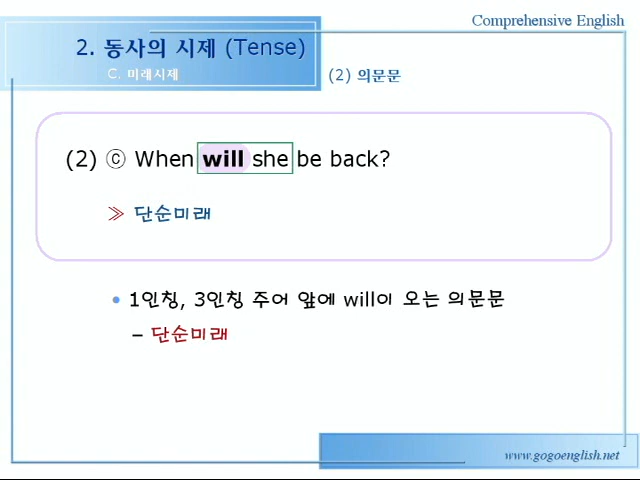 Comprehensive English
2. 동사의 시제 (Tense)
C. 미래시제
(2) 의문문
(2) ⓒ When will she be back?
≫ 단순미래
• 1인칭, 3인칭 주어 앞에 will이 오는 의문문
– 단순미래
www.gogoenglish.net